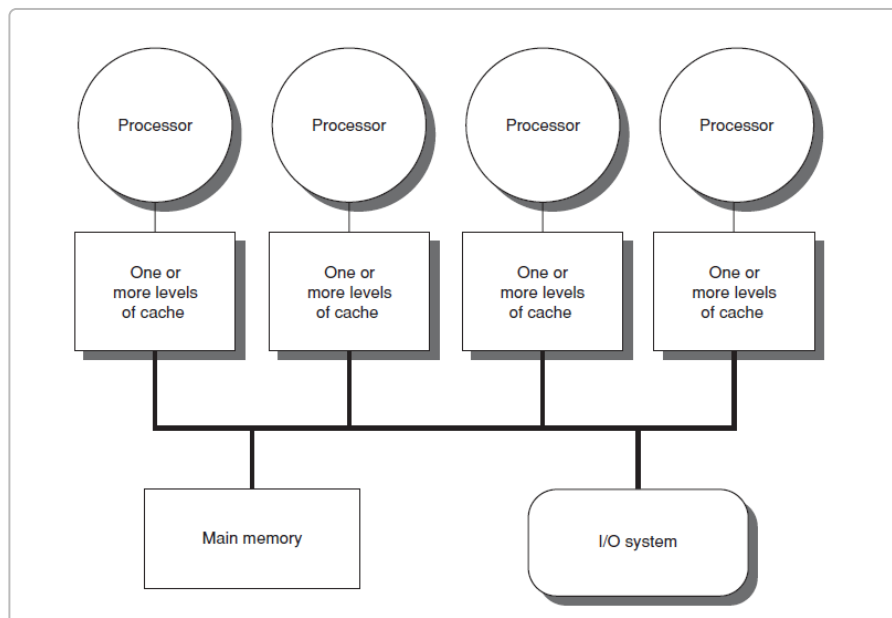 Processor
Processor
Processor
Processor
One or
more levels
of cache
One or
more levels
of cache
One or
more levels
of cache
One or
more levels
of cache
Main memory
I/O system